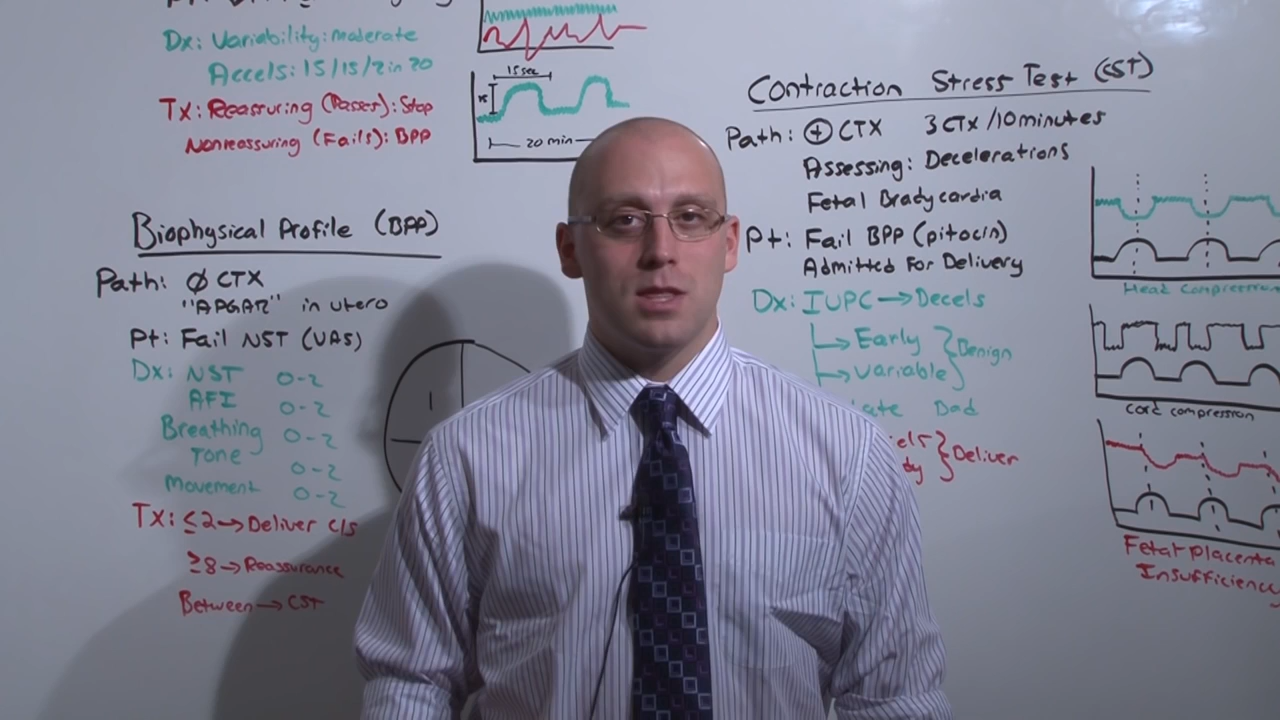 Dx: Variability: moderate
Accels: 15/15/2 in 20
Tx: Reassuring (Passes): Stop
Nonreassuring (Fails): BPP
15 sec
15
20 min
Biophysical Profile (BPP)
Path: Ø CTX
"APGAR" in utero
Pt: Fail NST (VAS)
Dx: NST 0-2
AFI 0-2
Breathing 0-2
Tone 0-2
Movement 0-2
Tx: ≤2→Deliver c/s
≥8→Reassurance
Between→CST
1
Contraction Stress Test (CST)
Path: ⊕ CTX 3 CTX/10minutes
Assessing: Decelerations
Fetal Bradycardia
Pt: Fail BPP (pitocin)
Admitted For Delivery
Dx: IUPC→Decels
→Early
→Variable
}Benign
Late Bad
}Deliver
Head Compression
Cord compression
Fetal Placenta
Insufficiency